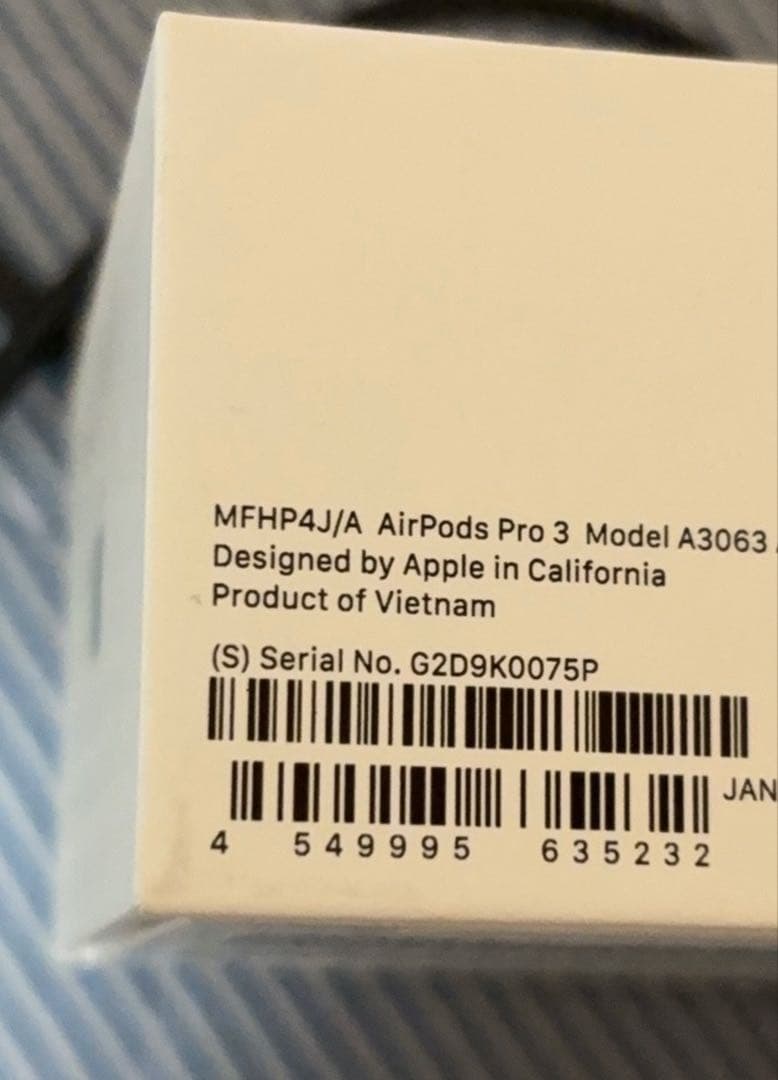 MFHP4J/A AirPods Pro 3 Model A3063
Designed by Apple in California
Product of Vietnam
(S) Serial No. G2D9K0075P
JAN
4 549995 635232